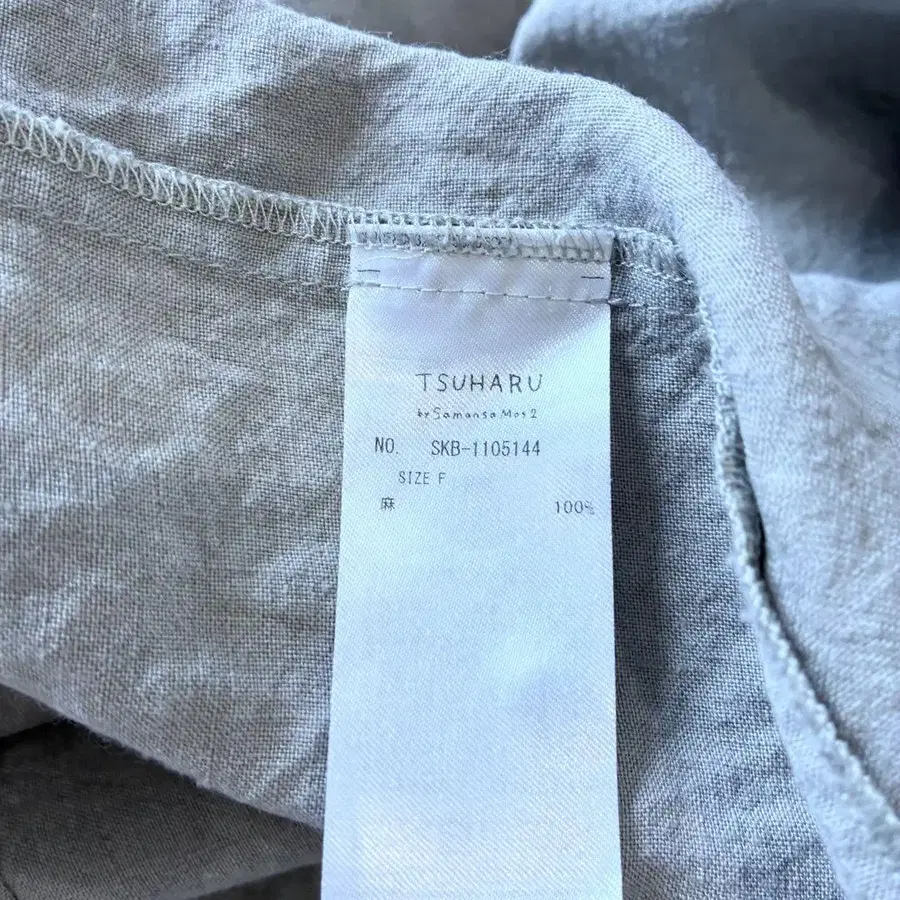 TSUHARU
by Samansa Mos2
NO. SKB-1105144
SIZE F
麻 100%